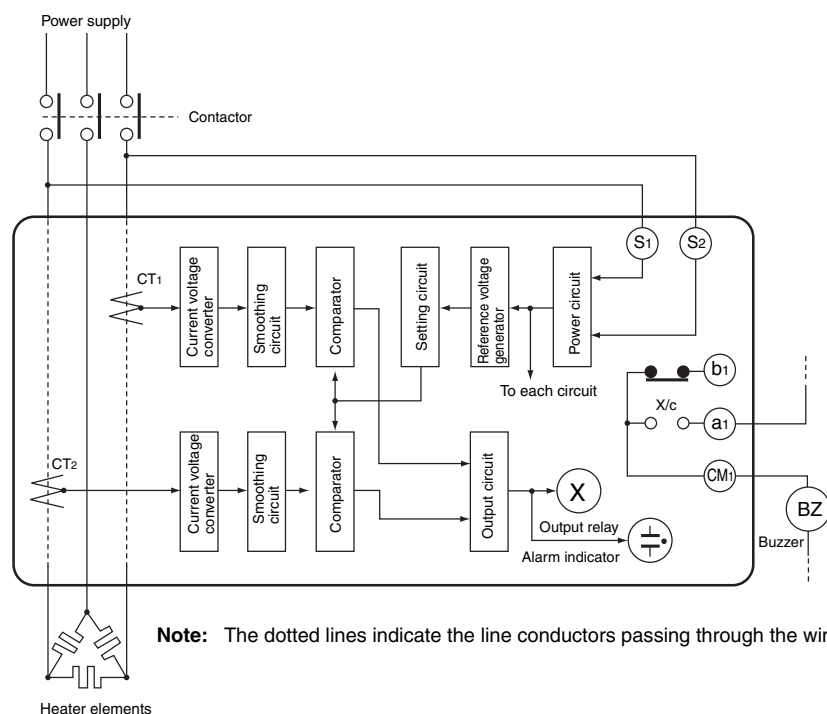 Power supply
Contactor
S1
S2
CT1
Current voltage
converter
Smoothing
circuit
Comparator
Setting circuit
Reference voltage
generator
Power circuit
To each circuit
b1
X/c
a1
CM1
BZ
Buzzer
CT2
Current voltage
converter
Smoothing
circuit
Comparator
Output circuit
X
Output relay
Alarm indicator
Note: The dotted lines indicate the line conductors passing through the
Heater elements